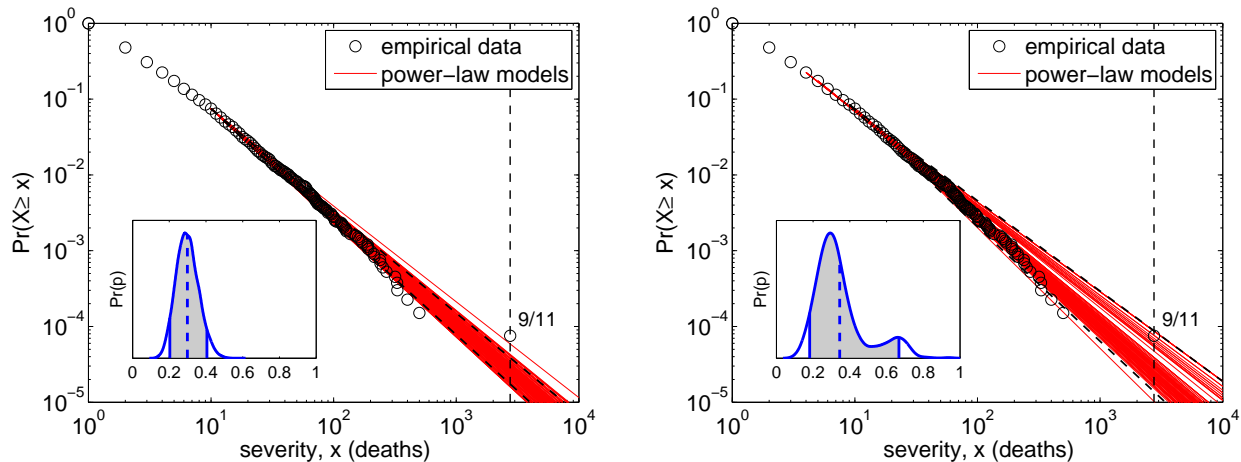 10^0
10^-1
10^-2
10^-3
10^-4
10^-5
Pr(X≥ x)
empirical data
power-law models
9/11
Pr(p)
0 0.2 0.4 0.6 0.8 1
10^0 10^1 10^2 10^3 10^4
severity, x (deaths)
10^0
10^-1
10^-2
10^-3
10^-4
10^-5
Pr(X≥ x)
empirical data
power-law models
9/11
Pr(p)
0 0.2 0.4 0.6 0.8 1
10^0 10^1 10^2 10^3 10^4
severity, x (deaths)